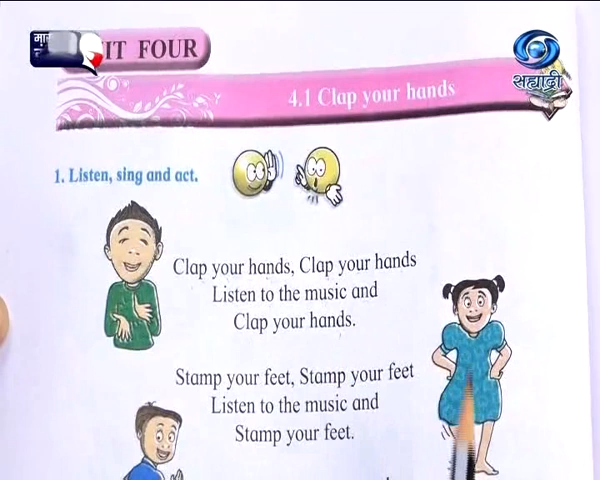 IT FOUR
सह्याद्री
4.1 Clap your hands
1. Listen, sing and act.
Clap your hands, Clap your hands
Listen to the music and
Clap your hands.
Stamp your feet, Stamp your feet
Listen to the music and
Stamp your feet.